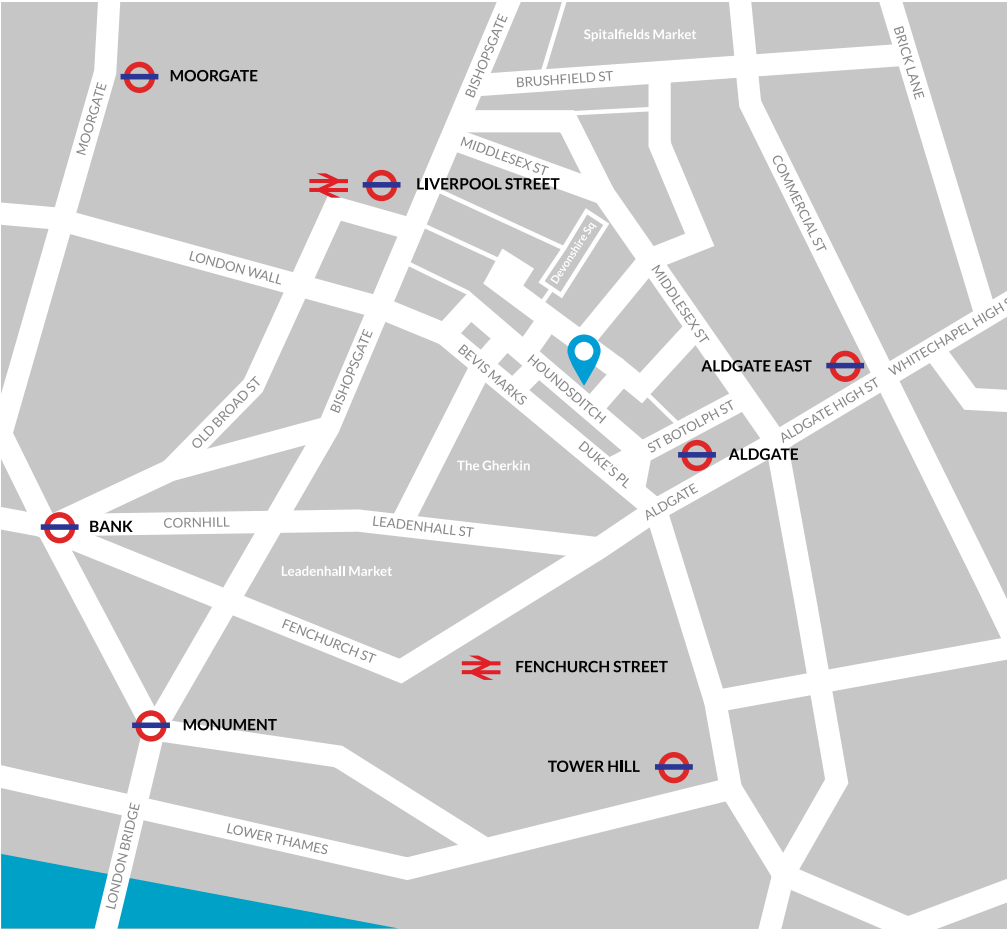 BISHOPSGATE
Spitalfields Market
BRICK LANE
MOORGATE
BRUSHFIELD ST
MOORGATE
MIDDLESEX ST
COMMERCIAL ST
LIVERPOOL STREET
Devonshire Sq
LONDON WALL
MIDDLESEX ST
WHITECHAPEL HIGH S
BISHOPSGATE
BEVIS MARKS
HOUNDSDITCH
ALDGATE EAST
OLD BROAD ST
ALDGATE HIGH ST
ST BOTOLPH ST
ALDGATE
The Gherkin
DUKE'S PL
ALDGATE
BANK
CORNHILL
LEADENHALL ST
Leadenhall Market
FENCHURCH ST
FENCHURCH STREET
MONUMENT
TOWER HILL
LOWER THAMES
LONDON BRIDGE